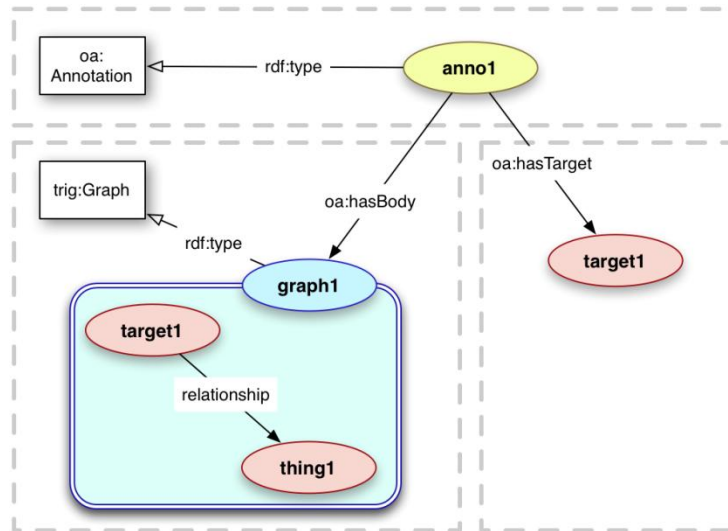 oa:
Annotation
rdf:type
anno1
trig:Graph
oa:hasBody
oa:hasTarget
rdf:type
graph1
target1
target1
relationship
thing1